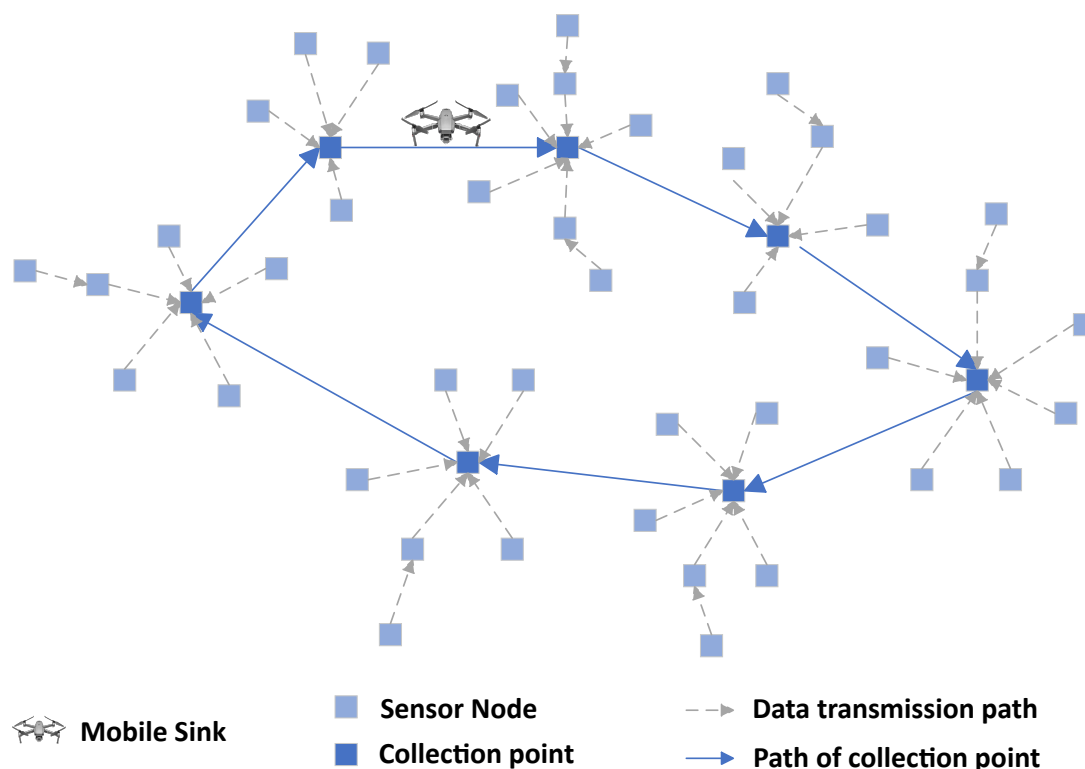 Mobile Sink
Sensor Node
Collection point
Data transmission path
Path of collection point